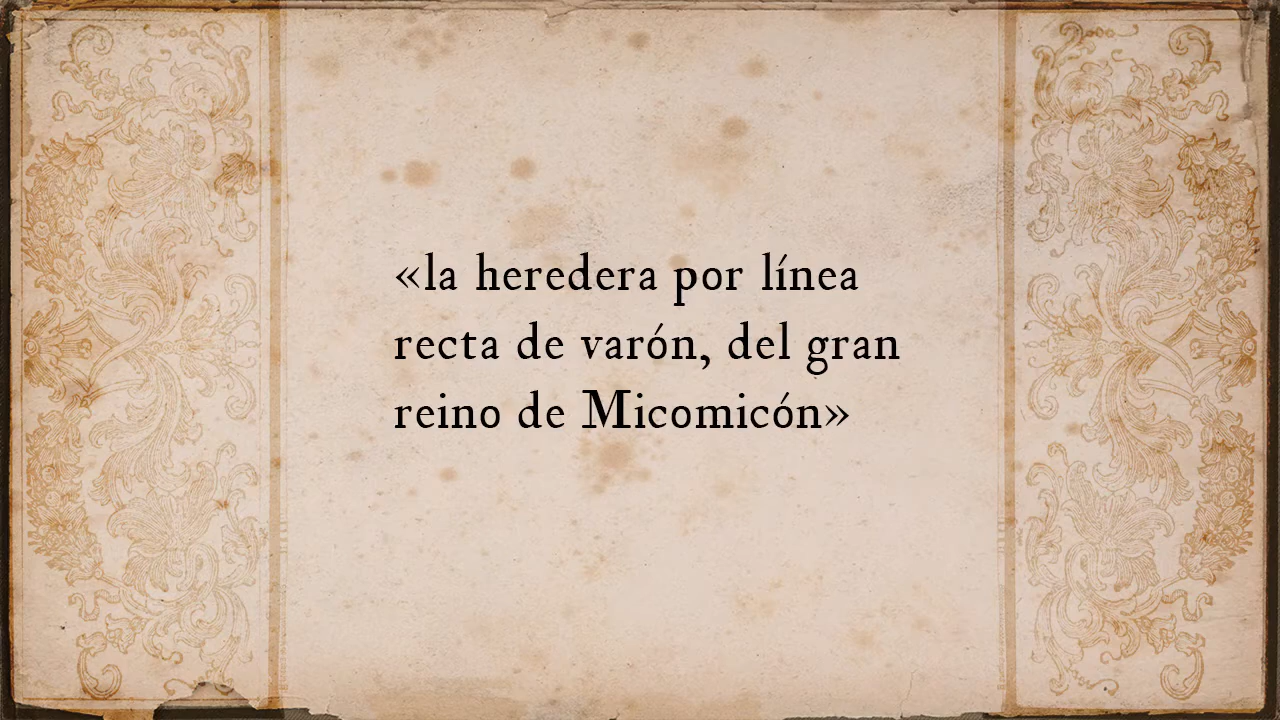 «la heredera por línea
recta de varón, del gran
reino de Micomicón»